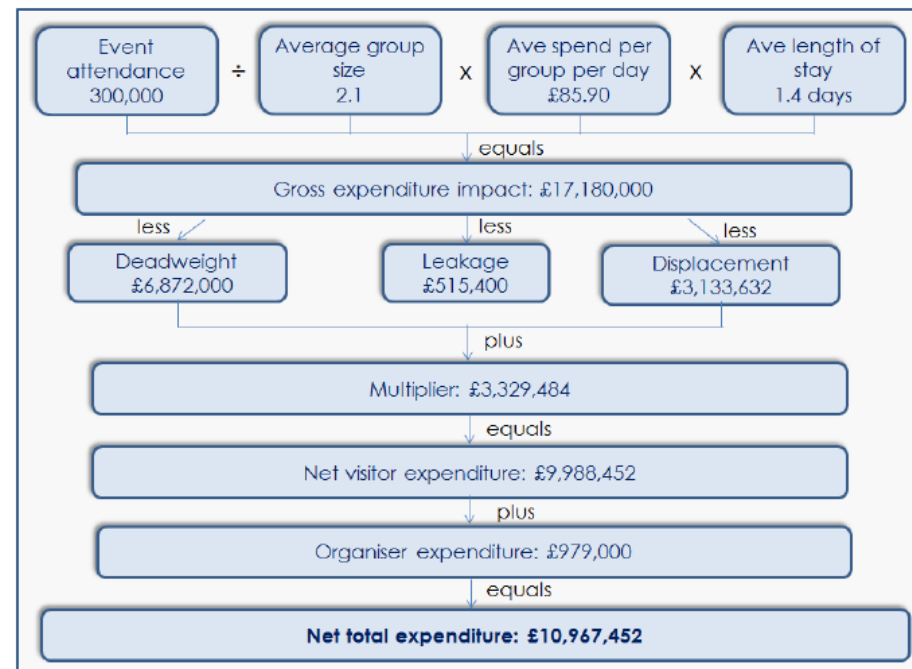 Event
attendance
300,000
÷
Average group
size
2.1
x
Ave spend per
group per day
£85.90
x
Ave length of
stay
1.4 days
equals
Gross expenditure impact: £17,180,000
less
less
less
Deadweight
£6,872,000
Leakage
£515,400
Displacement
£3,133,632
plus
Multiplier: £3,329,484
equals
Net visitor expenditure: £9,988,452
plus
Organiser expenditure: £979,000
equals
Net total expenditure: £10,967,452